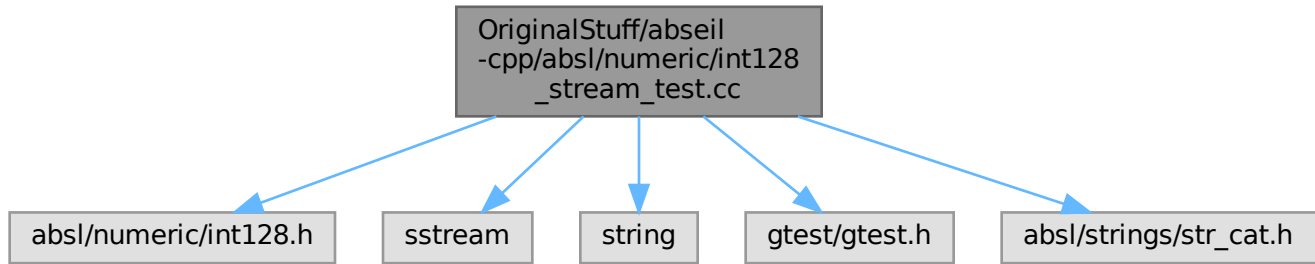 OriginalStuff/abseil
-cpp/absl/numeric/int128
_stream_test.cc
absl/numeric/int128.h
sstream
string
gtest/gtest.h
absl/strings/str_cat.h